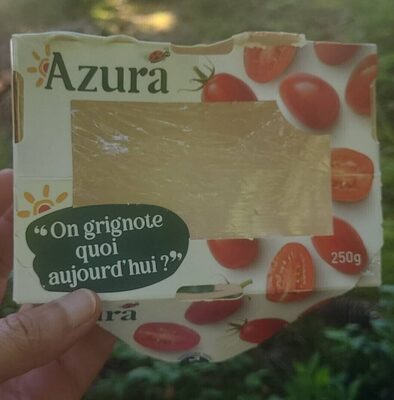 Azura
“On grignote
quoi
aujourd'hui ?”
250g
ura